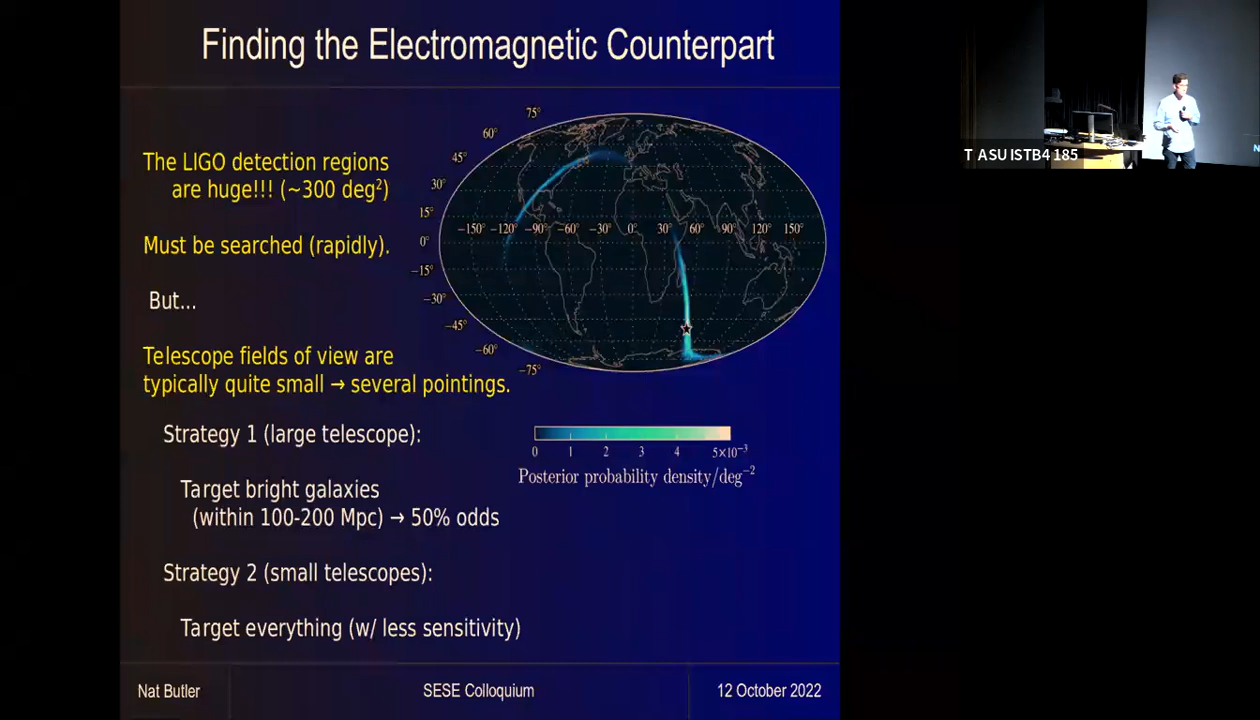 Finding the Electromagnetic Counterpart
The LIGO detection regions
are huge!!! (~300 deg²)
Must be searched (rapidly).
But...
Telescope fields of view are
typically quite small → several pointings.
75°
60°
45°
30°
15°
0°
−15°
−30°
−45°
−60°
−75°
−150° −120° −90° −60° −30° 0° 30° 60° 90° 120° 150°
0 1 2 3 4 5×10⁻³
Posterior probability density/deg⁻²
Strategy 1 (large telescope):
Target bright galaxies
(within 100-200 Mpc) → 50% odds
Strategy 2 (small telescopes):
Target everything (w/ less sensitivity)
Nat Butler
SESE Colloquium
12 October 2022
T ASU ISTB4 185
N